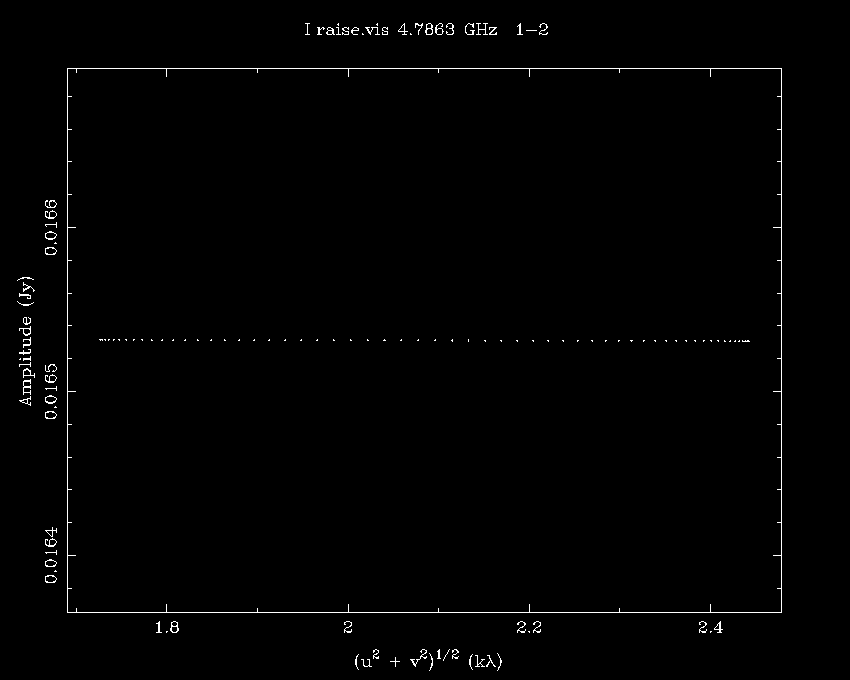 I raise.vis 4.7863 GHz 1−2
0.0166
0.0165
0.0164
Amplitude (Jy)
1.8 2 2.2 2.4
(u² + v²)¹/² (kλ)